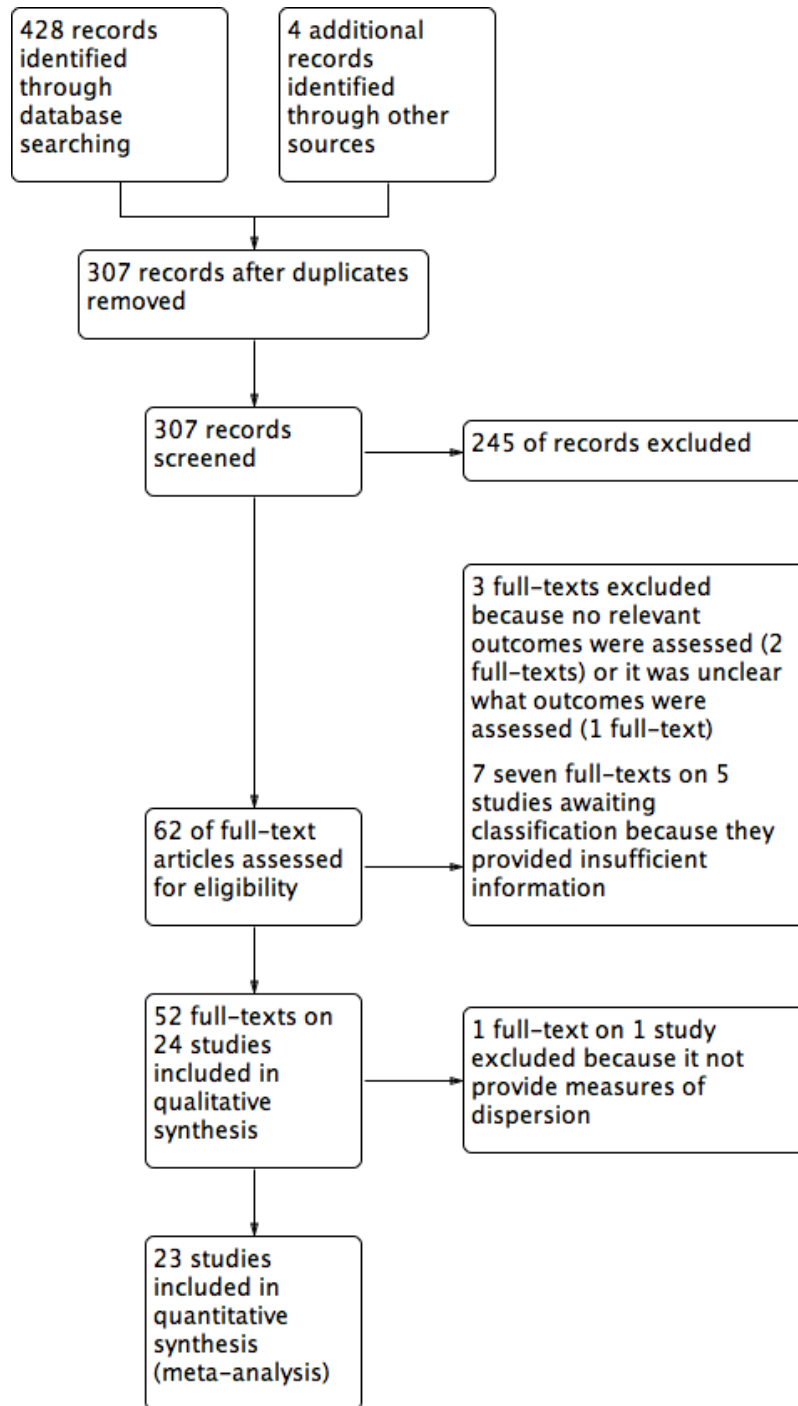 428 records
identified
through
database
searching
4 additional
records
identified
through other
sources
307 records after duplicates
removed
307 records
screened
245 of records excluded
3 full-texts excluded
because no relevant
outcomes were assessed (2
full-texts) or it was unclear
what outcomes were
assessed (1 full-text)
7 seven full-texts on 5
studies awaiting
classification because they
provided insufficient
information
62 of full-text
articles assessed
for eligibility
52 full-texts on
24 studies
included in
qualitative
synthesis
1 full-text on 1 study
excluded because it not
provide measures of
dispersion
23 studies
included in
quantitative
synthesis
(meta-analysis)